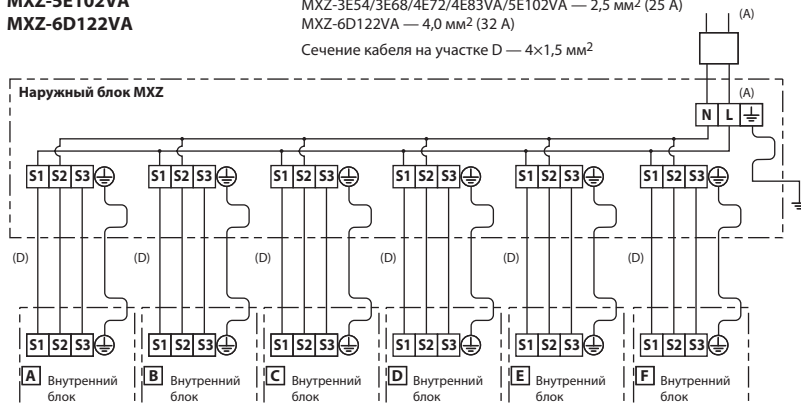 MXZ-5E102VA
MXZ-6D122VA
MXZ-3E54/3E68/4E72/4E83VA/5E102VA — 2,5 мм² (25 А)
MXZ-6D122VA — 4,0 мм² (32 А)
Сечение кабеля на участке D — 4×1,5 мм²
(A)
Наружный блок MXZ
(A)
N L
S1 S2 S3 S1 S2 S3 S1 S2 S3 S1 S2 S3 S1 S2 S3 S1 S2 S3
(D) (D) (D) (D) (D) (D)
S1 S2 S3 S1 S2 S3 S1 S2 S3 S1 S2 S3 S1 S2 S3 S1 S2 S3
A Внутренний B Внутренний C Внутренний D Внутренний E Внутренний F Внутренний
блок блок блок блок блок блок